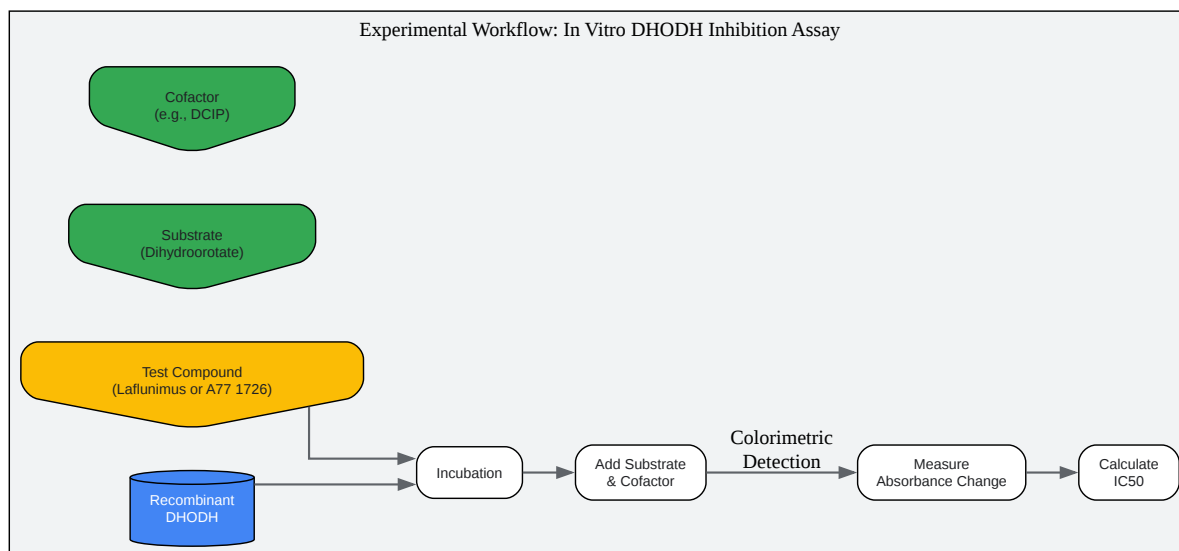 Experimental Workflow: In Vitro DHODH Inhibition Assay
Cofactor
(e.g., DCIP)
Substrate
(Dihydroorotate)
Test Compound
(Laflunimus or A77 1726)
Recombinant
DHODH
Incubation
Add Substrate
& Cofactor
Colorimetric
Detection
Measure
Absorbance Change
Calculate
IC50